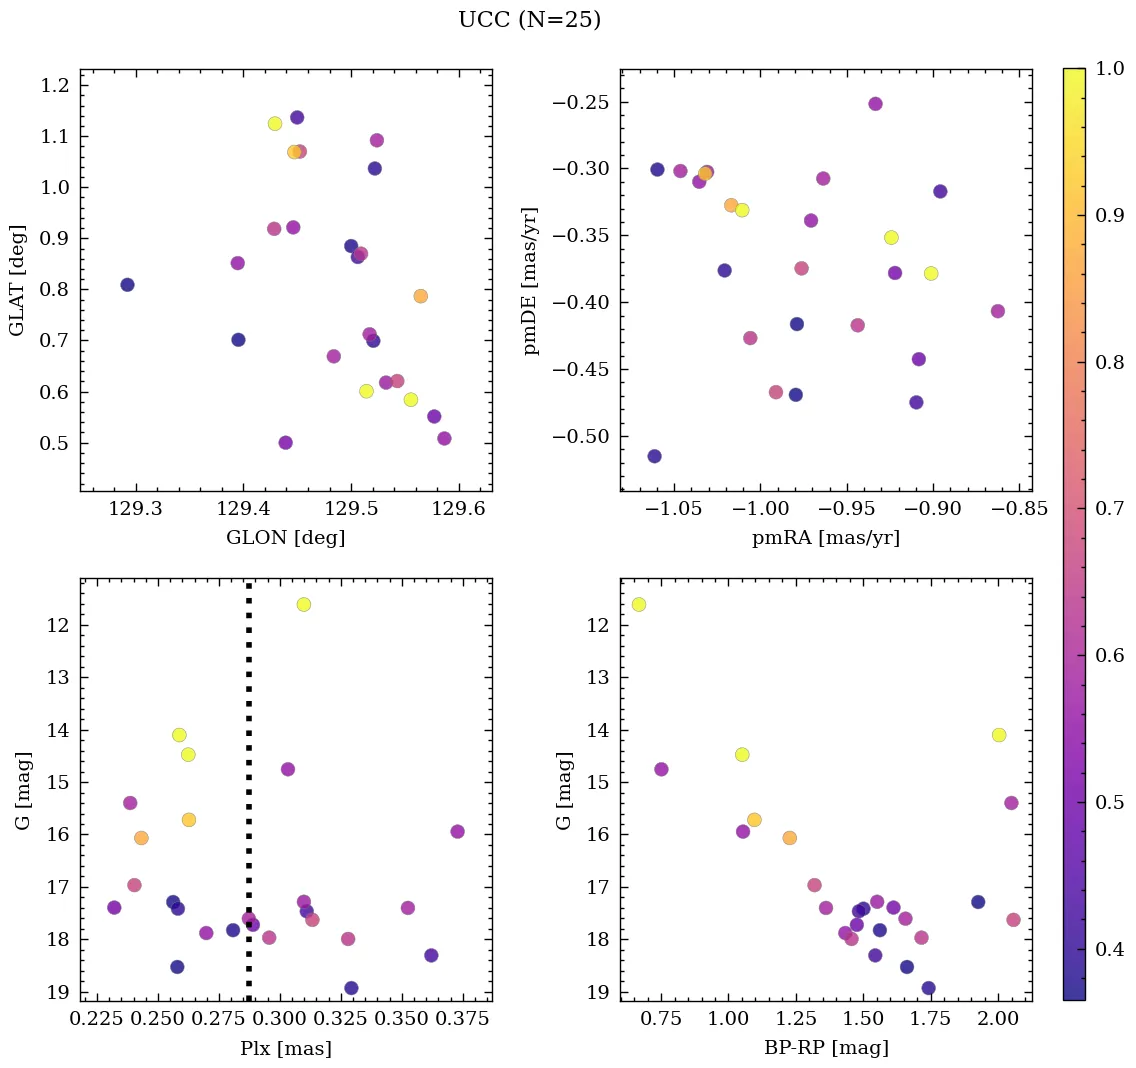 UCC (N=25)
1.2
1.1
1.0
0.9
0.8
0.7
0.6
0.5
GLAT [deg]
129.3 129.4 129.5 129.6
GLON [deg]
−0.25
−0.30
−0.35
−0.40
−0.45
−0.50
pmDE [mas/yr]
−1.05 −1.00 −0.95 −0.90 −0.85
pmRA [mas/yr]
12
13
14
15
16
17
18
19
G [mag]
0.225 0.250 0.275 0.300 0.325 0.350 0.375
Plx [mas]
12
13
14
15
16
17
18
19
G [mag]
0.75 1.00 1.25 1.50 1.75 2.00
BP-RP [mag]
1.0
0.9
0.8
0.7
0.6
0.5
0.4